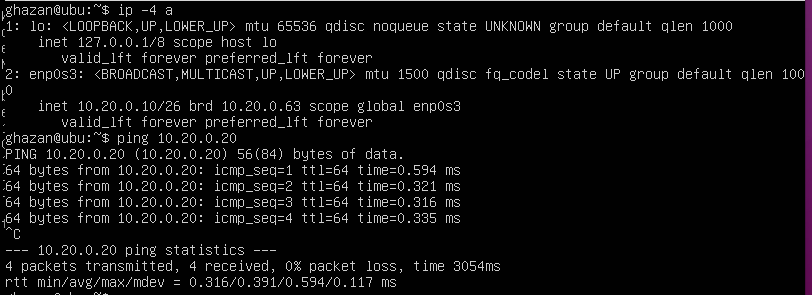 ghazan@ubu:~$ ip -4 a
1: lo: <LOOPBACK,UP,LOWER_UP> mtu 65536 qdisc noqueue state UNKNOWN group default qlen 1000
inet 127.0.0.1/8 scope host lo
valid_lft forever preferred_lft forever
2: enp0s3: <BROADCAST,MULTICAST,UP,LOWER_UP> mtu 1500 qdisc fq_codel state UP group default qlen 100
0
inet 10.20.0.10/26 brd 10.20.0.63 scope global enp0s3
valid_lft forever preferred_lft forever
ghazan@ubu:~$ ping 10.20.0.20
PING 10.20.0.20 (10.20.0.20) 56(84) bytes of data.
64 bytes from 10.20.0.20: icmp_seq=1 ttl=64 time=0.594 ms
64 bytes from 10.20.0.20: icmp_seq=2 ttl=64 time=0.321 ms
64 bytes from 10.20.0.20: icmp_seq=3 ttl=64 time=0.316 ms
64 bytes from 10.20.0.20: icmp_seq=4 ttl=64 time=0.335 ms
^C
--- 10.20.0.20 ping statistics ---
4 packets transmitted, 4 received, 0% packet loss, time 3054ms
rtt min/avg/max/mdev = 0.316/0.391/0.594/0.117 ms